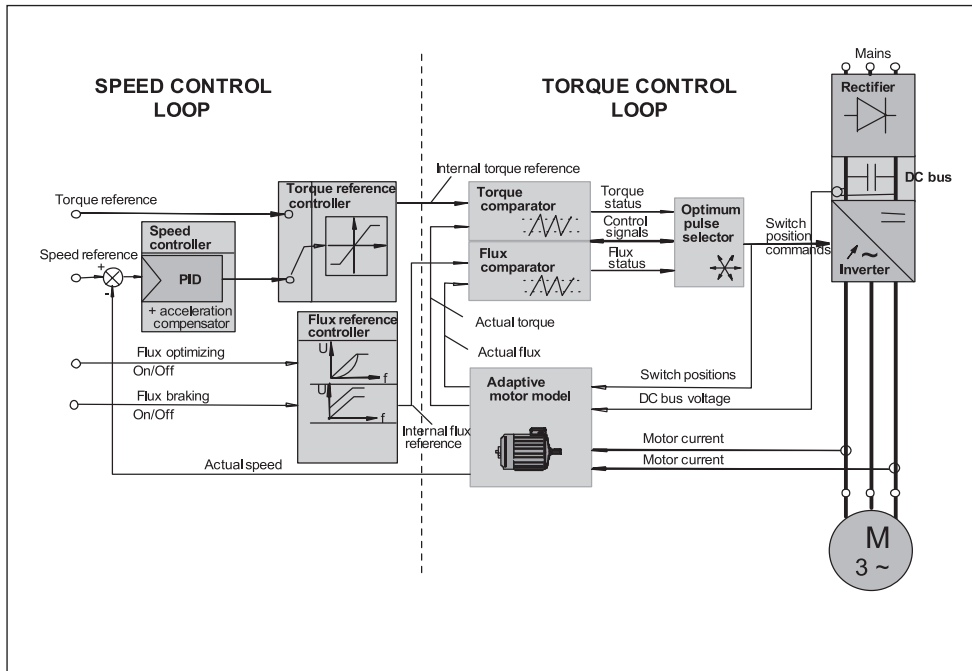 SPEED CONTROL
LOOP
TORQUE CONTROL
LOOP
Mains
Rectifier
DC bus
Internal torque reference
Torque reference
Torque reference
controller
Torque
comparator
Torque
status
Control
signals
Flux
status
Optimum
pulse
selector
Switch
position
commands
~
Inverter
Speed reference
+
-
Speed
controller
PID
+ acceleration
compensator
Flux
comparator
Actual torque
Actual flux
Flux reference
controller
U
f
U
f
Flux optimizing
On/Off
Flux braking
On/Off
Internal flux
reference
Adaptive
motor model
Switch positions
DC bus voltage
Motor current
Motor current
Actual speed
M
3 ~